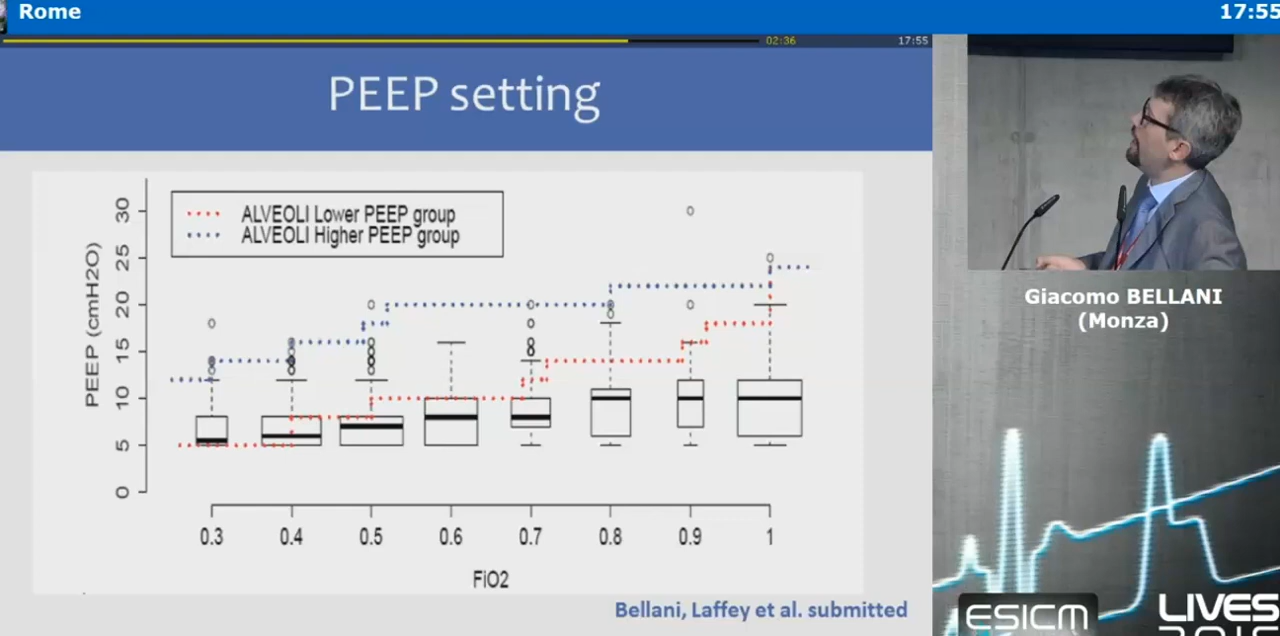 Rome
17:55
02:36
17:55
PEEP setting
ALVEOLI Lower PEEP group
ALVEOLI Higher PEEP group
PEEP (cmH2O)
30
25
20
15
10
5
0
0.3 0.4 0.5 0.6 0.7 0.8 0.9 1
FiO2
Bellani, Laffey et al. submitted
Giacomo BELLANI
(Monza)
ESICM
LIVES